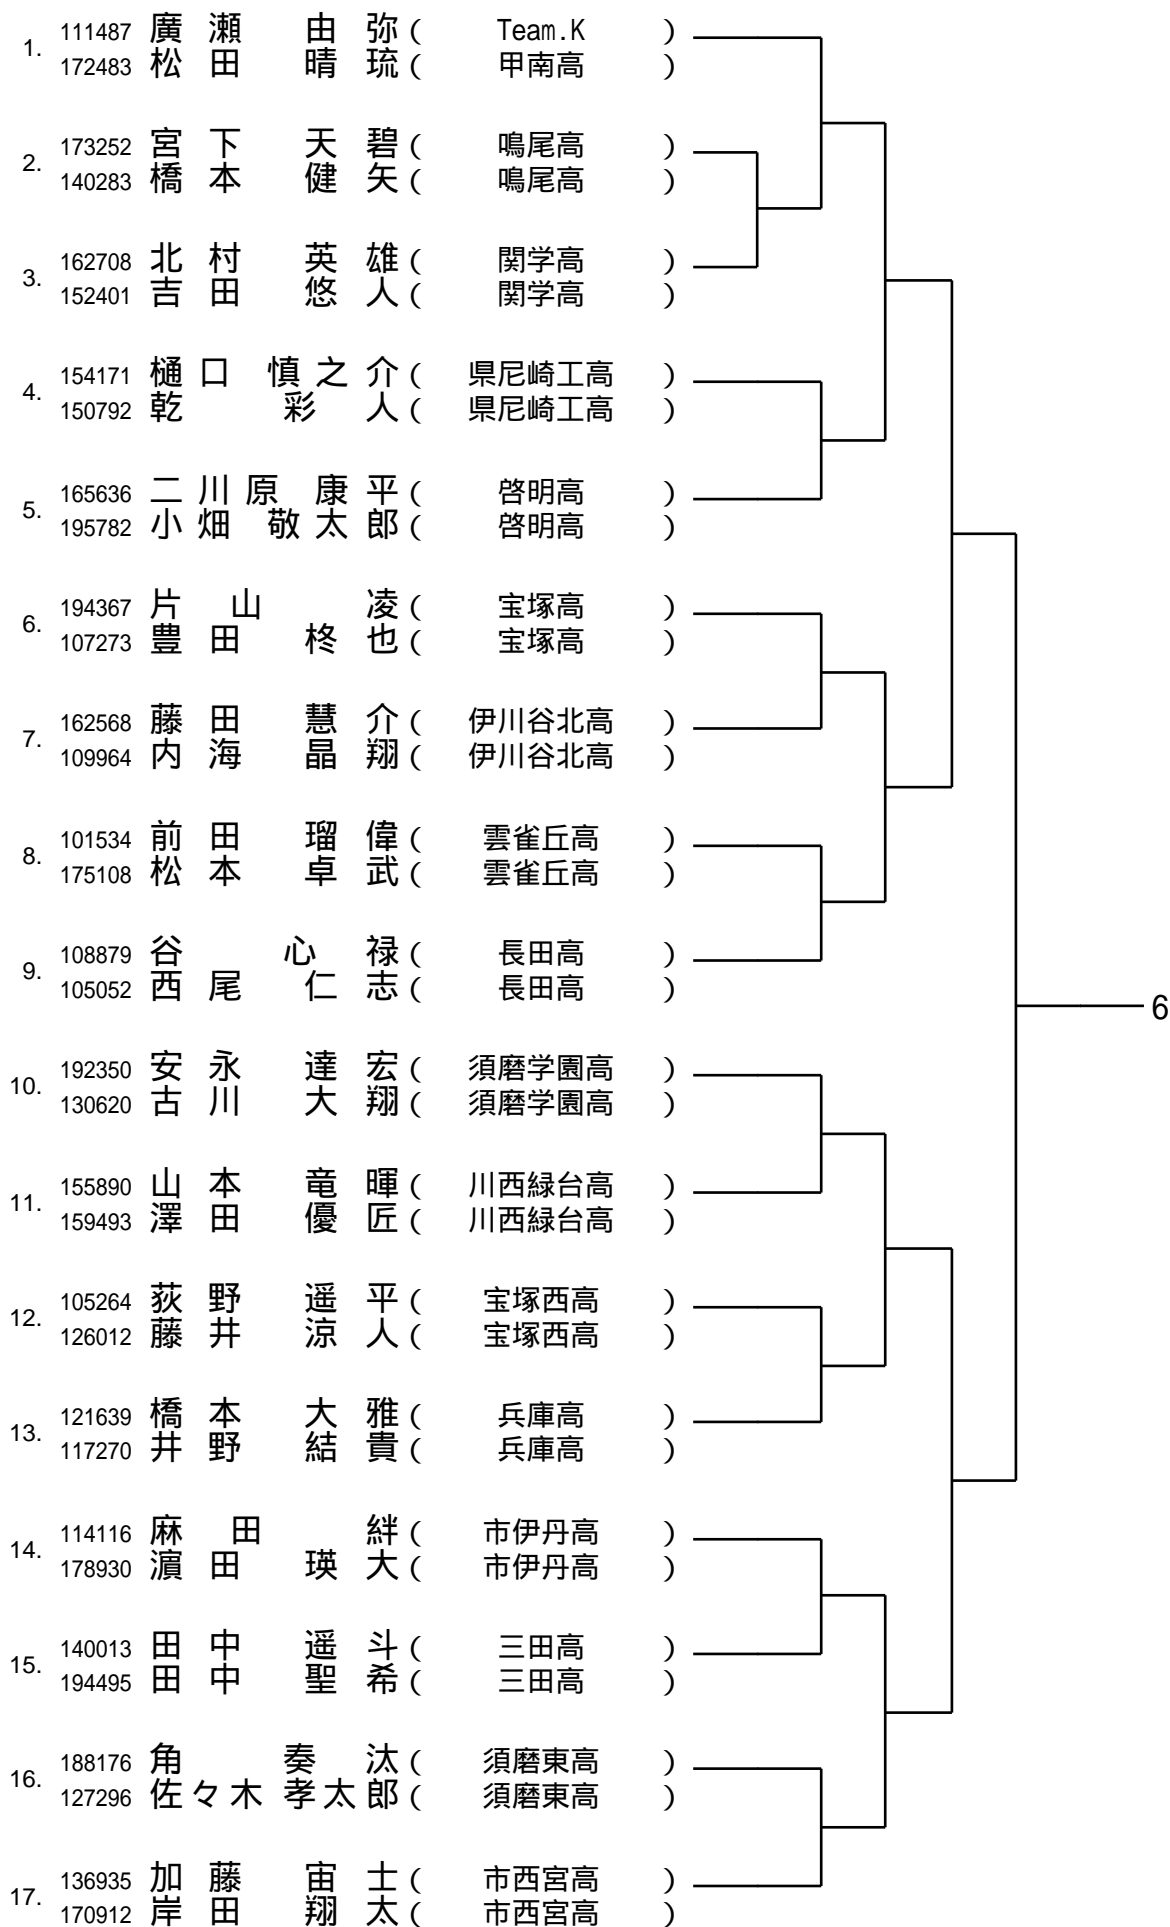 1. 111487 廣瀬 由弥 ( Team.K )
172483 松田 晴琉 ( 甲南高 )
2. 173252 宮下 天碧 ( 鳴尾高 )
140283 橋本 健矢 ( 鳴尾高 )
3. 162708 北村 英雄 ( 関学高 )
152401 吉田 悠人 ( 関学高 )
4. 154171 樋口 慎之介 ( 県尼崎工高 )
150792 乾 彩人 ( 県尼崎工高 )
5. 165636 二川原 康平 ( 啓明高 )
195782 小畑 敬太郎 ( 啓明高 )
6. 194367 片山 凌 ( 宝塚高 )
107273 豊田 柊也 ( 宝塚高 )
7. 162568 藤田 慧介 ( 伊川谷北高 )
109964 内海 晶翔 ( 伊川谷北高 )
8. 101534 前田 瑠偉 ( 雲雀丘高 )
175108 松本 卓武 ( 雲雀丘高 )
9. 108879 谷 心禄 ( 長田高 )
105052 西尾 仁志 ( 長田高 )
6
10. 192350 安永 達宏 ( 須磨学園高 )
130620 古川 大翔 ( 須磨学園高 )
11. 155890 山本 竜暉 ( 川西緑台高 )
159493 澤田 優匠 ( 川西緑台高 )
12. 105264 荻野 遥平 ( 宝塚西高 )
126012 藤井 涼人 ( 宝塚西高 )
13. 121639 橋本 大雅 ( 兵庫高 )
117270 井野 結貴 ( 兵庫高 )
14. 114116 麻田 絆 ( 市伊丹高 )
178930 濵田 瑛大 ( 市伊丹高 )
15. 140013 田中 遥斗 ( 三田高 )
194495 田中 聖希 ( 三田高 )
16. 188176 角 奏汰 ( 須磨東高 )
127296 佐々木 孝太郎 ( 須磨東高 )
17. 136935 加藤 宙士 ( 市西宮高 )
170912 岸田 翔太 ( 市西宮高 )